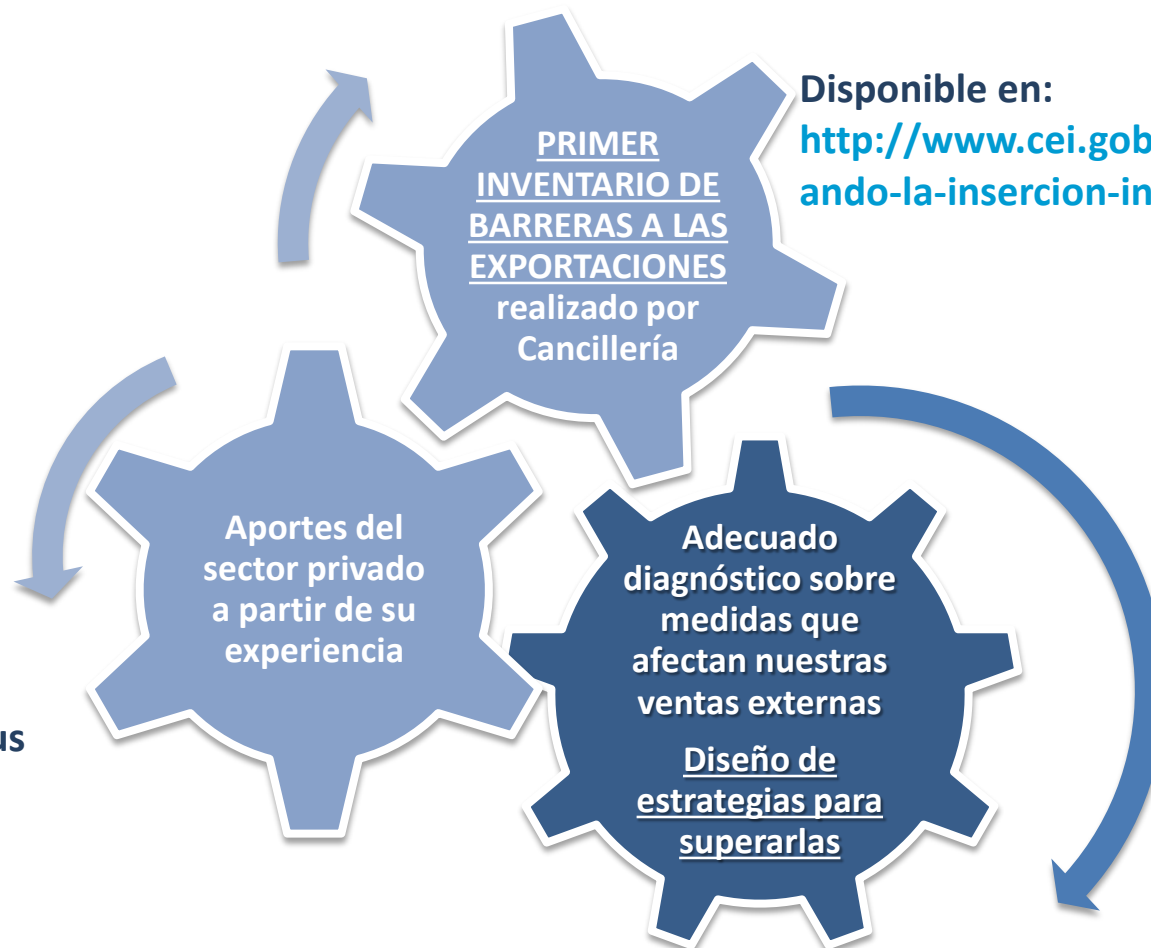 Disponible en:
http://www.cei.gob
ando-la-insercion-in
PRIMER
INVENTARIO DE
BARRERAS A LAS
EXPORTACIONES
realizado por
Cancillería
Aportes del
sector privado
a partir de su
experiencia
us
Adecuado
diagnóstico sobre
medidas que
afectan nuestras
ventas externas
Diseño de
estrategias para
superarlas